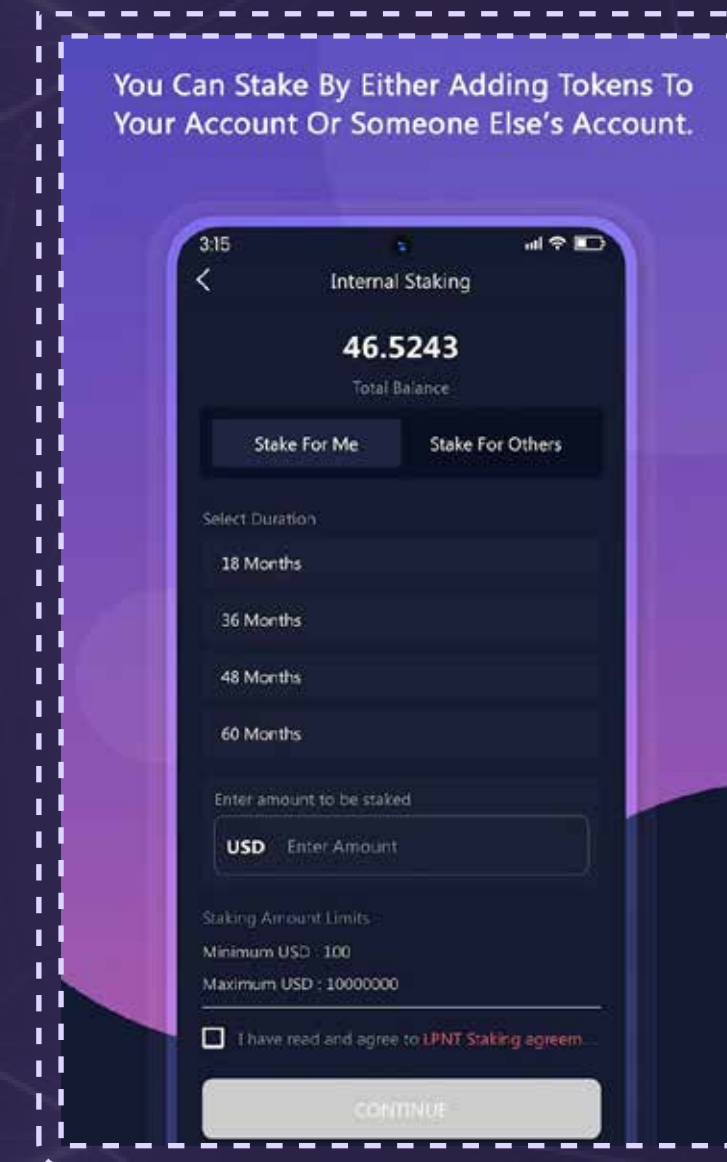 You Can Stake By Either Adding Tokens To
Your Account Or Someone Else's Account.
3:15
Internal Staking
46.5243
Total Balance
Stake For Me
Stake For Others
Select Duration
18 Months
36 Months
48 Months
60 Months
Enter amount to be staked
USD Enter Amount
Staking Amount Limits
Minimum USD : 100
Maximum USD : 10000000
I have read and agree to LPNT Staking agreem...
CONTINUE